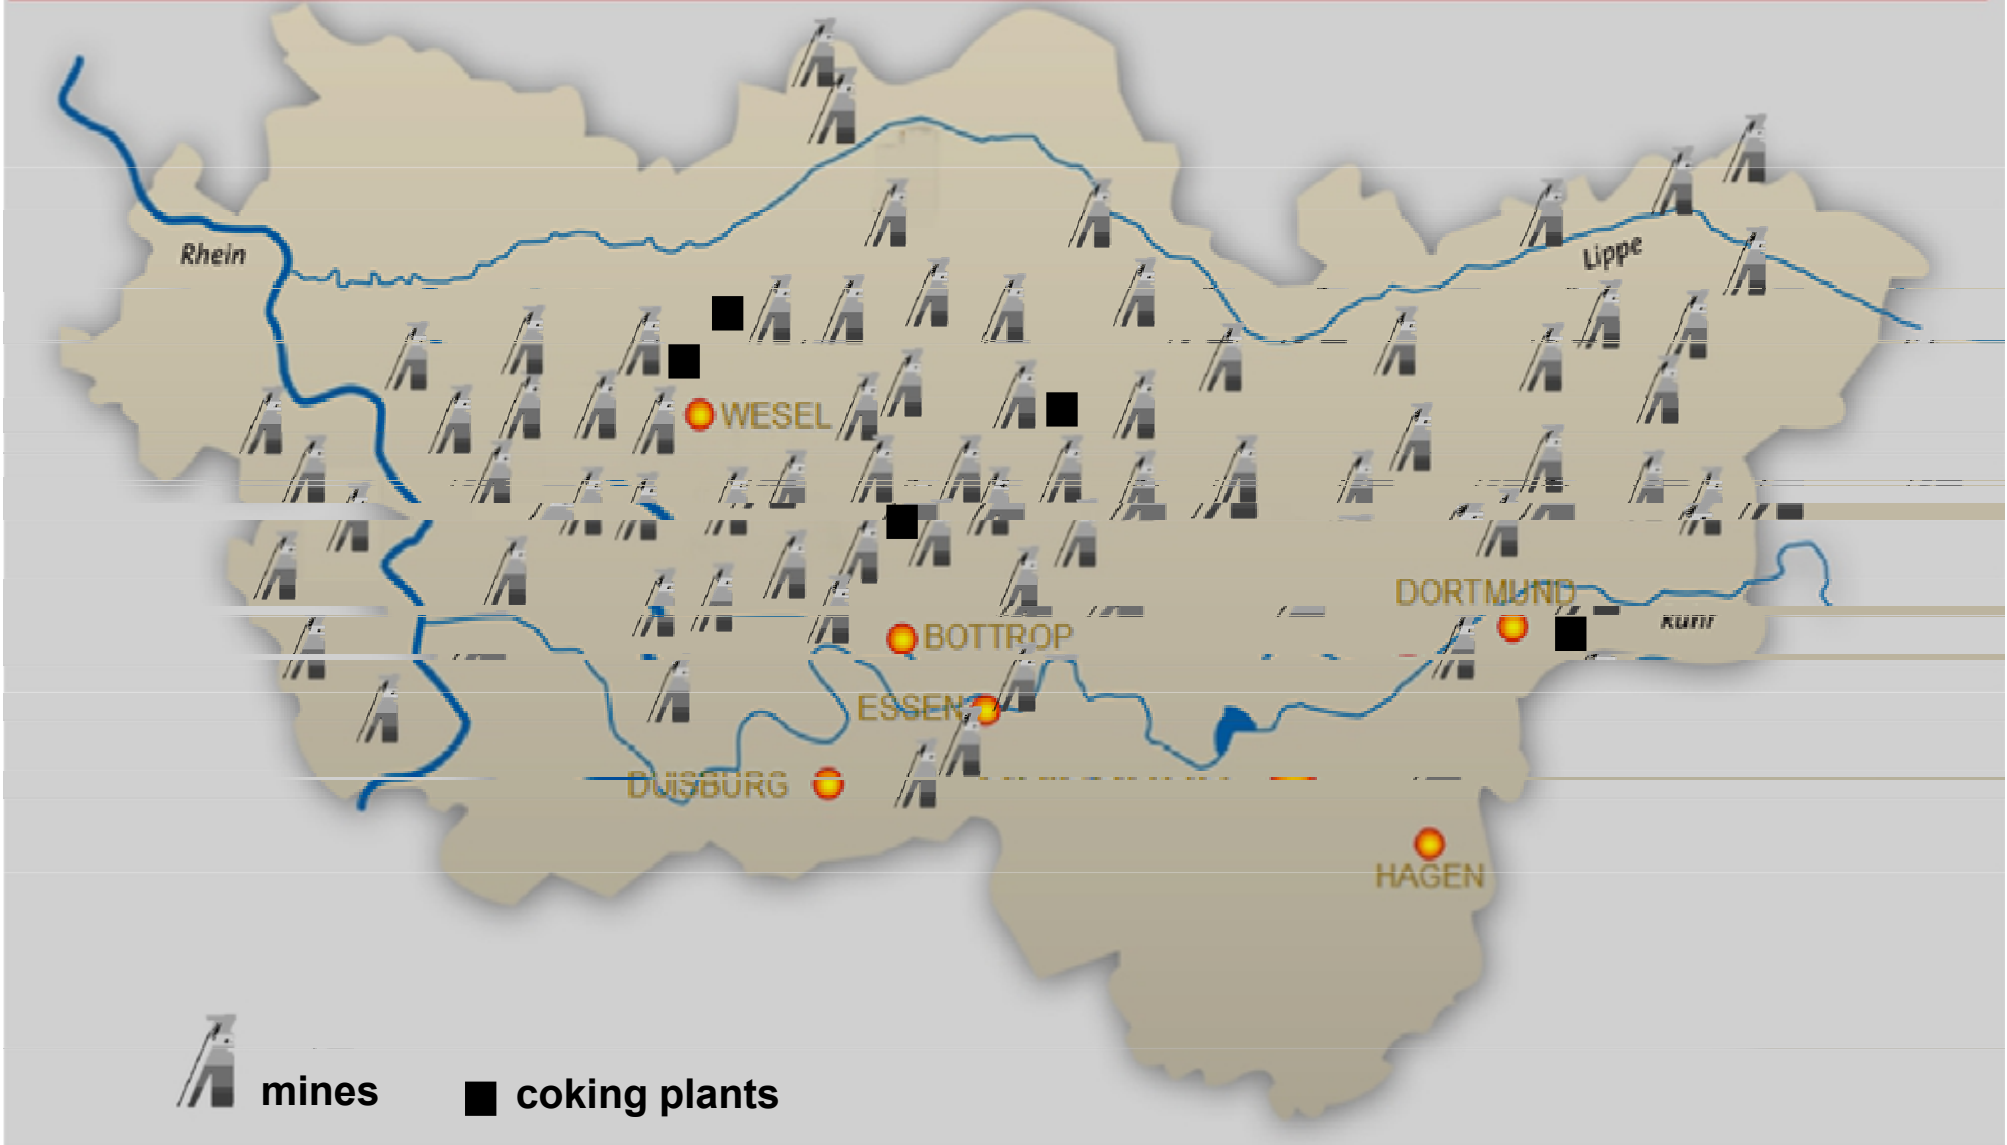 Rhein
Lippe
WESEL
DORTMUND
BOTTROP
ESSEN
DUISBURG
HAGEN
mines
coking plants